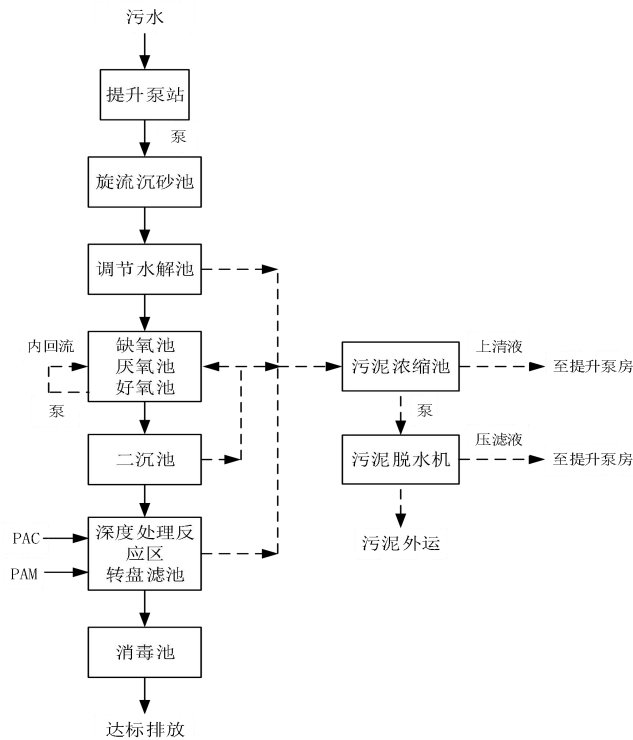 污水
提升泵站
泵
旋流沉砂池
调节水解池
内回流
缺氧池
厌氧池
好氧池
泵
污泥浓缩池
上清液
至提升泵房
泵
二沉池
污泥脱水机
压滤液
至提升泵房
污泥外运
PAC
PAM
深度处理反
应区
转盘滤池
消毒池
达标排放